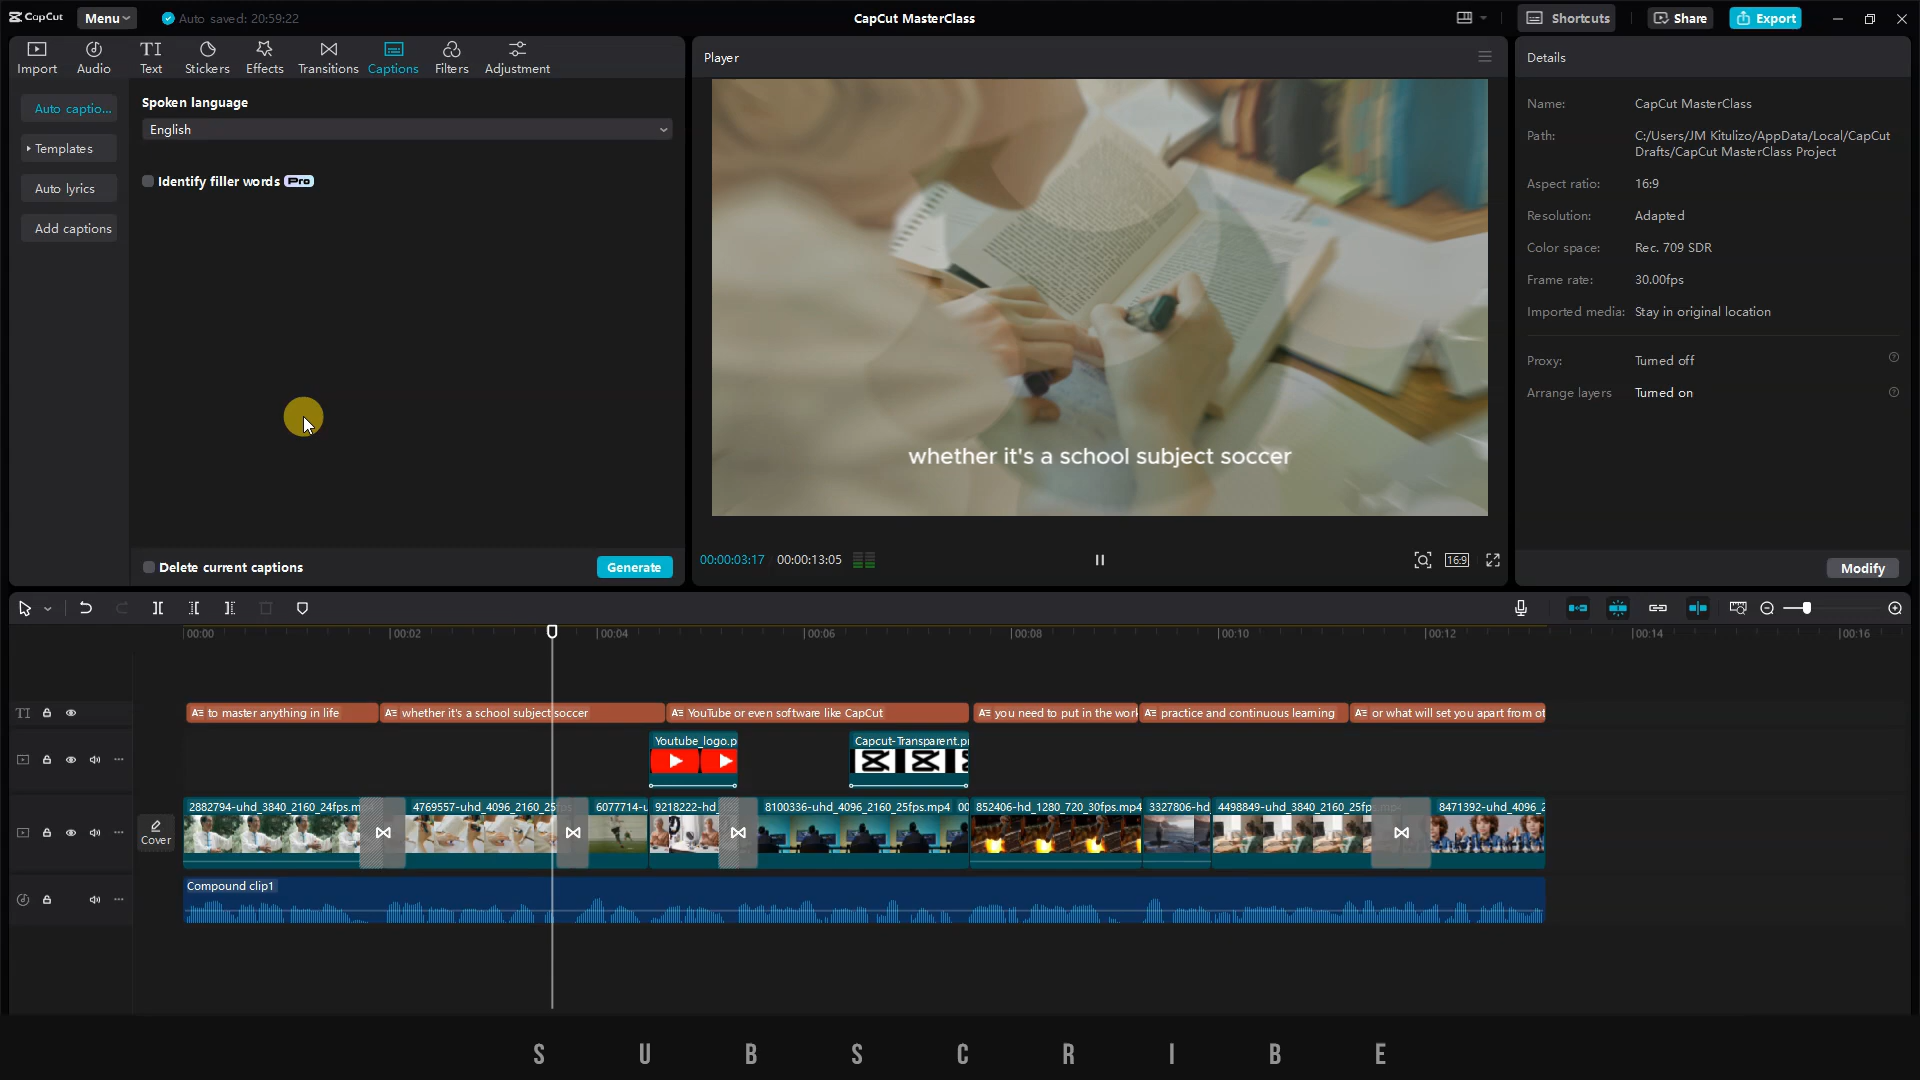 CapCut
Menu
Auto saved: 20:59:22
CapCut MasterClass
Shortcuts
Share
Export
Import
Audio
TI
Text
Stickers
Effects
Transitions
Captions
Filters
Adjustment
Auto captio...
Templates
Auto lyrics
Add captions
Spoken language
English
Identify filler words Pro
Delete current captions
Generate
Player
whether it's a school subject soccer
00:00:03:17 00:00:13:05
16:9
Details
Name: CapCut MasterClass
Path: C:/Users/JM Kitulizo/AppData/Local/CapCut
Drafts/CapCut MasterClass Project
Aspect ratio: 16:9
Resolution: Adapted
Color space: Rec. 709 SDR
Frame rate: 30.00fps
Imported media: Stay in original location
Proxy: Turned off
Arrange layers Turned on
Modify
00:00 00:02 00:04 00:06 00:08 00:10 00:12 00:14 00:16
TI
A≡ to master anything in life
A≡ whether it's a school subject soccer
A≡ YouTube or even software like CapCut
A≡ you need to put in the work
A≡ practice and continuous learning
A≡ or what will set you apart from ot
Youtube_logo.p
Capcut-Transparent.pr
Cover
2882794-uhd_3840_2160_24fps.m
4769557-uhd_4096_2160_25fps
6077714-u
9218222-hd
8100336-uhd_4096_2160_25fps.mp4 00
852406-hd_1280_720_30fps.mp4
3327806-hd
4498849-uhd_3840_2160_25fps.mp4
8471392-uhd_4096_2
Compound clip1
S U B S C R I B E